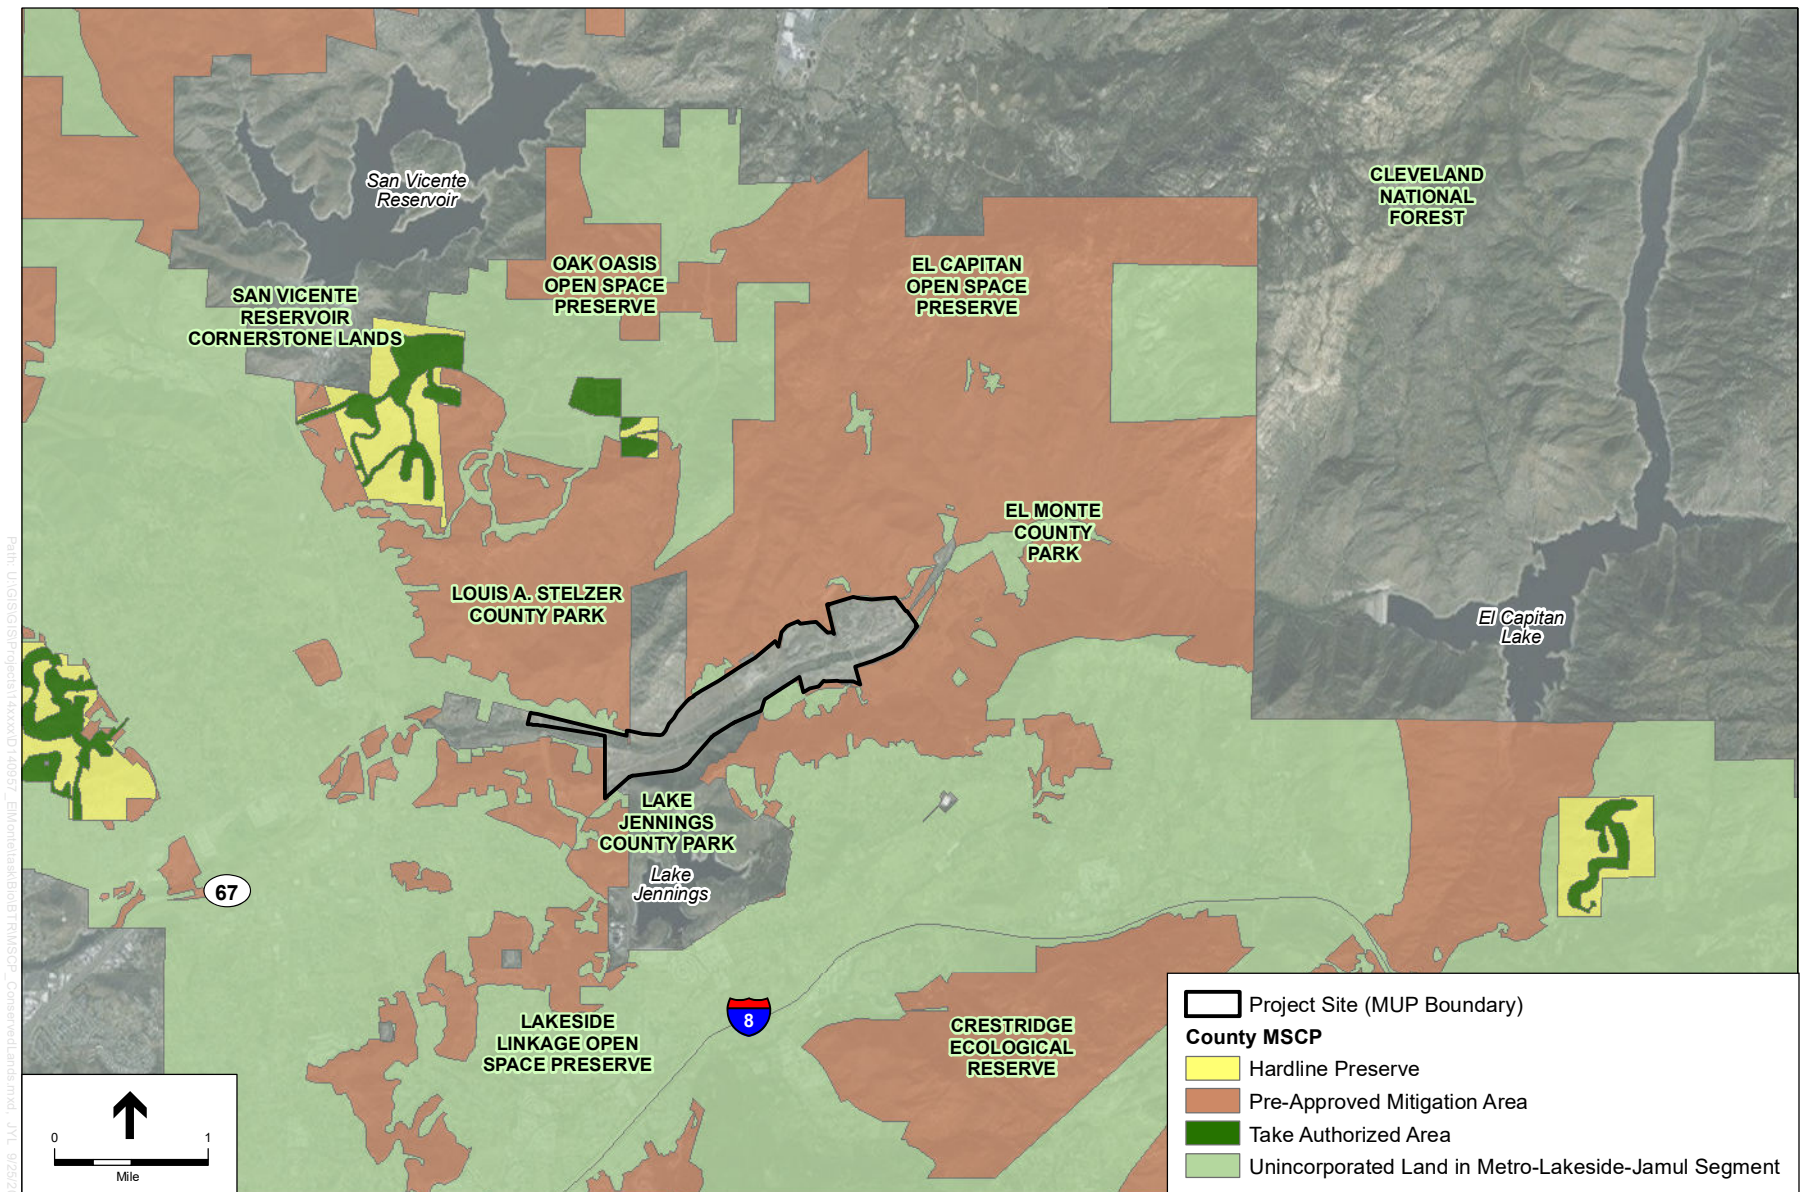 San Vicente
Reservoir
CLEVELAND
NATIONAL
FOREST
OAK OASIS
OPEN SPACE
PRESERVE
EL CAPITAN
OPEN SPACE
PRESERVE
SAN VICENTE
RESERVOIR
CORNERSTONE LANDS
EL MONTE
COUNTY
PARK
LOUIS A. STELZER
COUNTY PARK
El Capitan
Lake
LAKE
JENNINGS
COUNTY PARK
Lake
Jennings
67
8
LAKESIDE
LINKAGE OPEN
SPACE PRESERVE
CRESTRIDGE
ECOLOGICAL
RESERVE
Project Site (MUP Boundary)
County MSCP
Hardline Preserve
Pre-Approved Mitigation Area
Take Authorized Area
Unincorporated Land in Metro-Lakeside-Jamul Segment
0 1
Mile